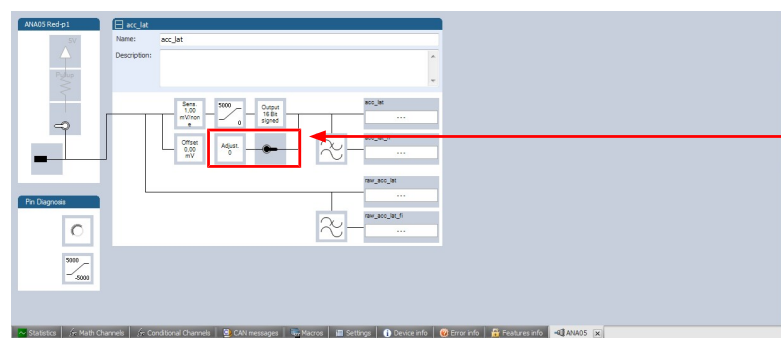 ANA05 Red-p1
5V
Pullup
acc_lat
Name:
acc_lat
Description:
Sens.
1.00
mV/non
e
5000
0
Output
16 Bit
signed
acc_lat
---
Offset
0.00
mV
Adjust.
0
acc_lat_fl
---
raw_acc_lat
---
raw_acc_lat_fl
---
Pin Diagnosis
5000
-5000
Statistics
Math Channels
Conditional Channels
CAN messages
Macros
Settings
Device info
Error info
Features info
ANA05